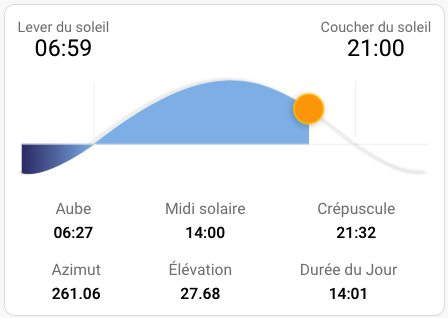 Lever du soleil
Coucher du soleil
06:59
21:00
Aube
Midi solaire
Crépuscule
06:27
14:00
21:32
Azimut
Élévation
Durée du Jour
261.06
27.68
14:01